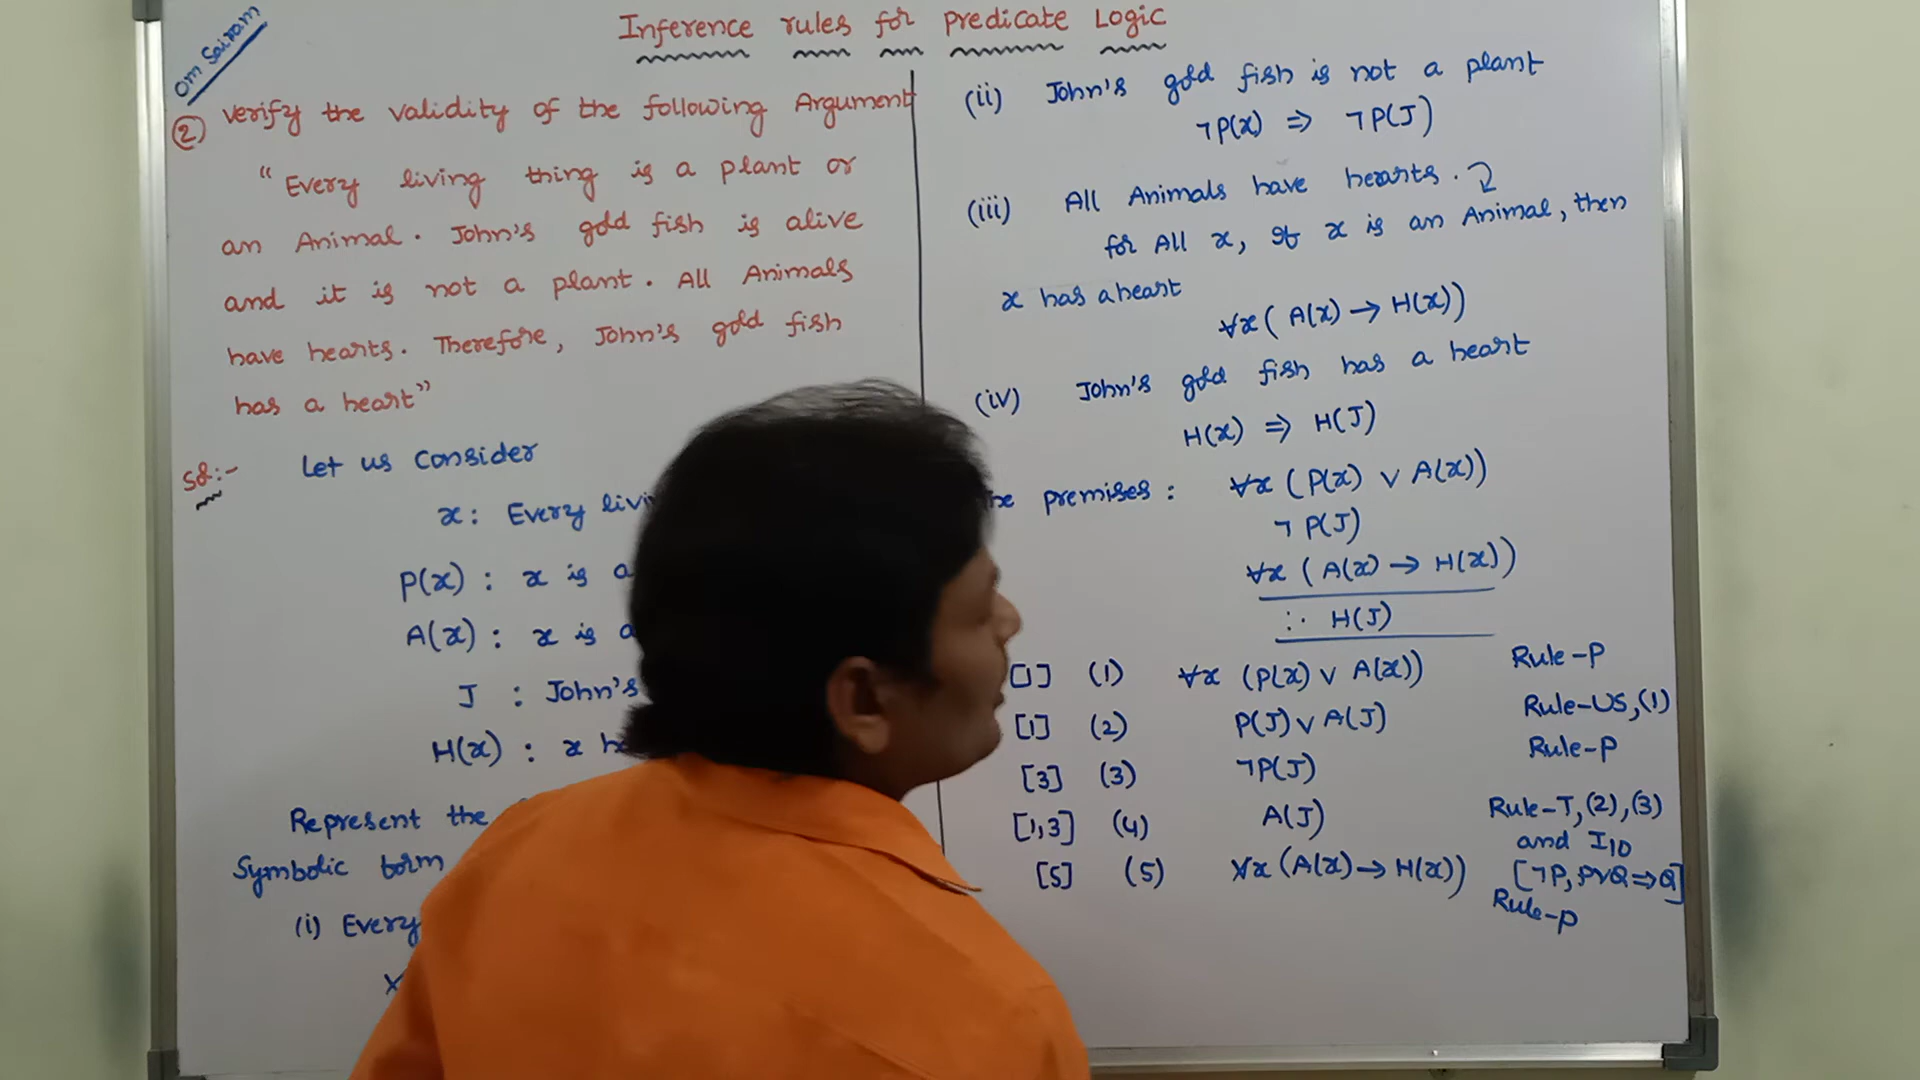 Om Sairam
Inference rules for predicate Logic
② Verify the validity of the following Argument
"Every living thing is a plant or
an Animal. John's gold fish is alive
and it is not a plant. All Animals
have hearts. Therefore, John's gold fish
has a heart"
Sol:- Let us consider
x: Every livi
P(x) : x is a
A(x) : x is a
J : John's
H(x) : x h
Represent the
Symbolic form
(i) Every
(ii) John's gold fish is not a plant
¬P(x) ⇒ ¬P(J)
(iii) All Animals have hearts.
for All x, If x is an Animal, then
x has a heart
∀x ( A(x) → H(x))
(iv) John's gold fish has a heart
H(x) ⇒ H(J)
premises : ∀x ( P(x) ∨ A(x))
¬ P(J)
∀x ( A(x) → H(x))
∴ H(J)
[1] (1) ∀x (P(x) ∨ A(x)) Rule-P
[1] (2) P(J) ∨ A(J) Rule-US,(1)
[3] (3) ¬P(J) Rule-P
[1,3] (4) A(J) Rule-T,(2),(3)
and I10
[¬P, P∨Q⇒Q]
[5] (5) ∀x (A(x) → H(x)) Rule-P